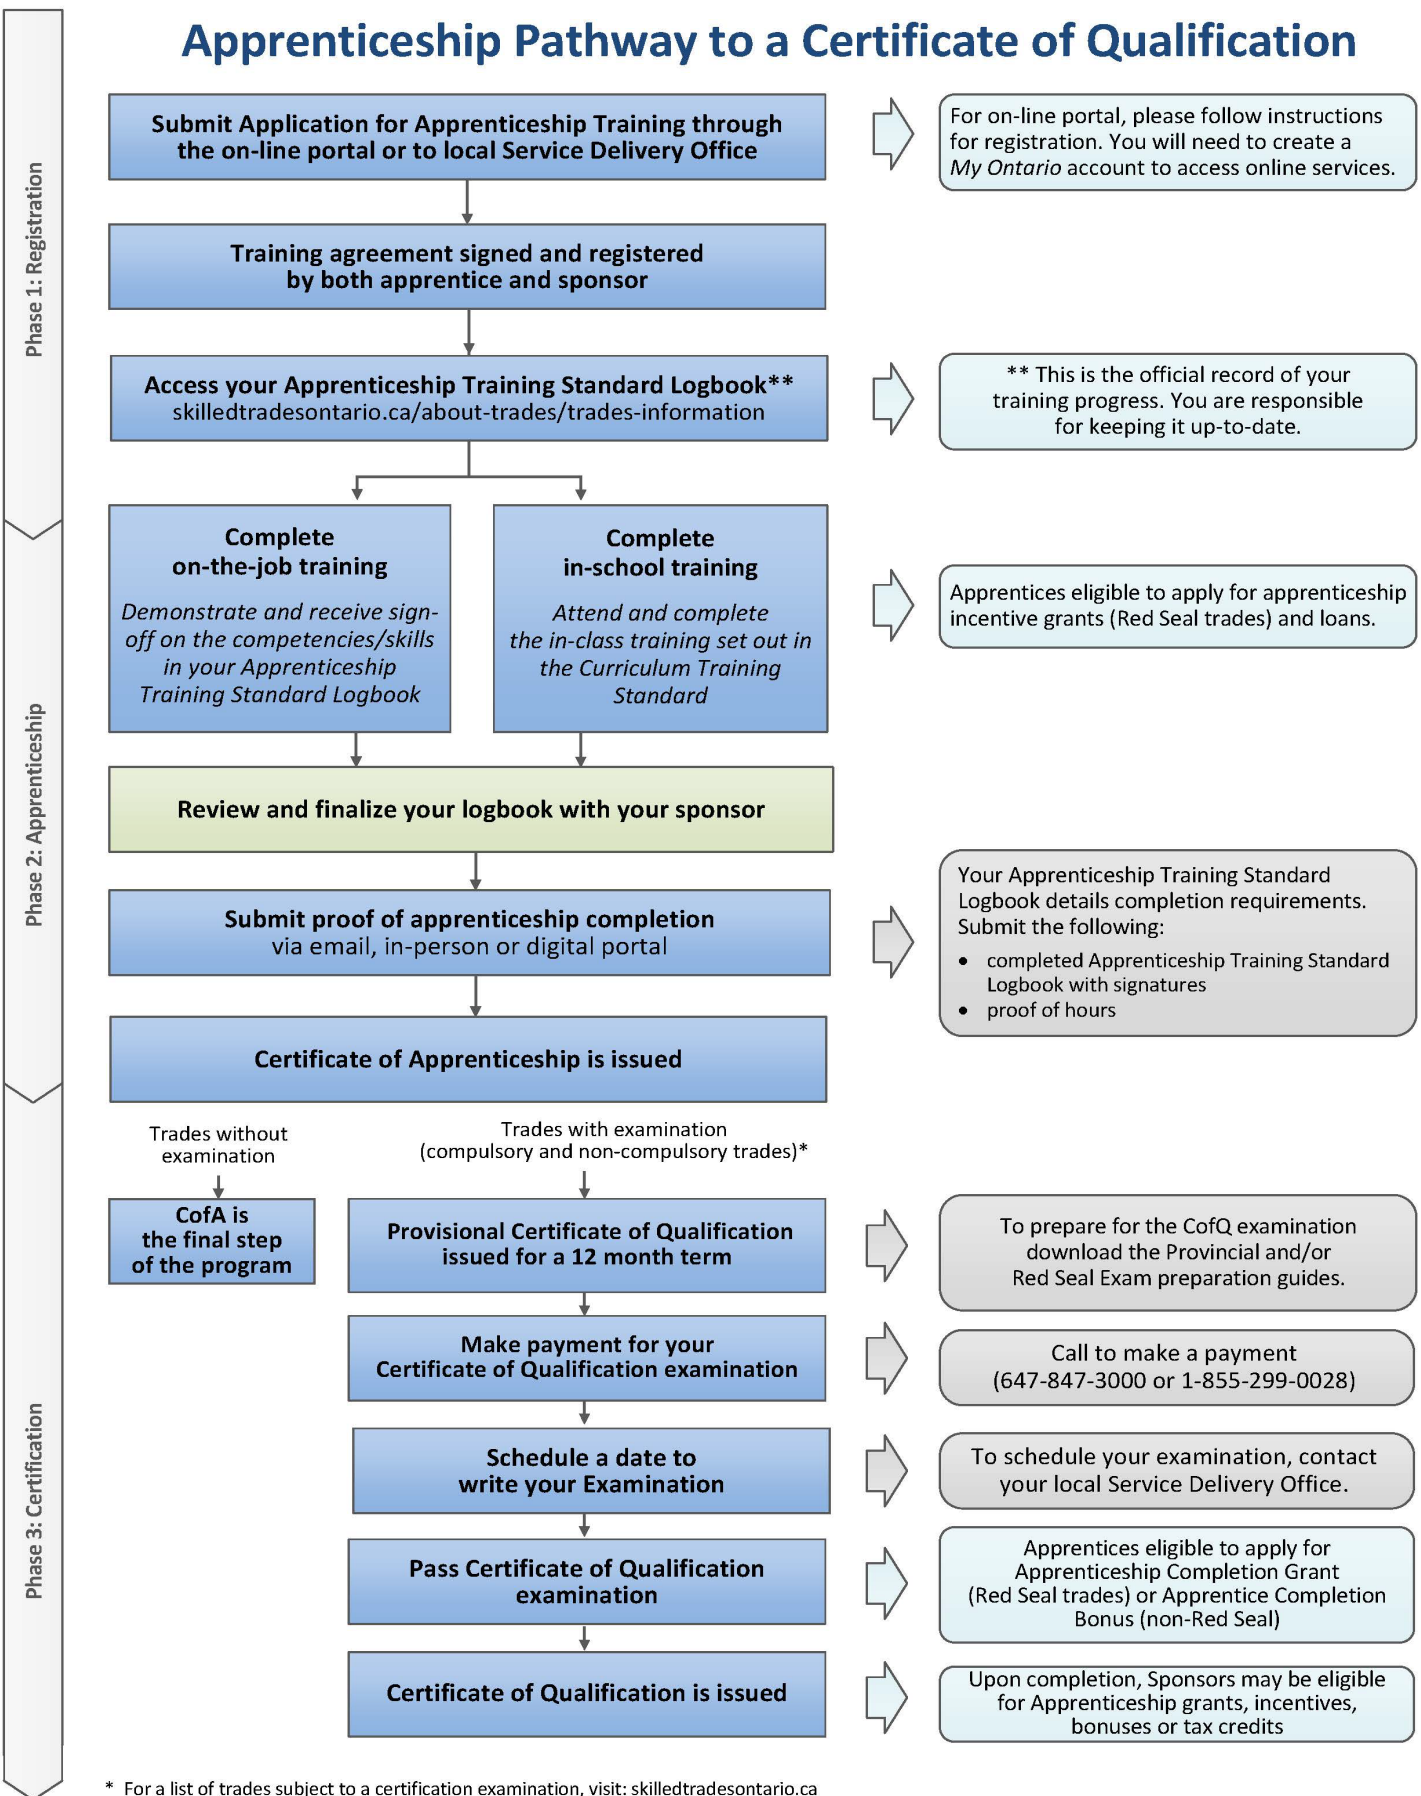 Apprenticeship Pathway to a Certificate of Qualification
Phase 1: Registration
Submit Application for Apprenticeship Training through
the on-line portal or to local Service Delivery Office
For on-line portal, please follow instructions
for registration. You will need to create a
My Ontario account to access online services.
Training agreement signed and registered
by both apprentice and sponsor
Access your Apprenticeship Training Standard Logbook**
skilledtradesontario.ca/about-trades/trades-information
** This is the official record of your
training progress. You are responsible
for keeping it up-to-date.
Phase 2: Apprenticeship
Complete
on-the-job training
Demonstrate and receive sign-
off on the competencies/skills
in your Apprenticeship
Training Standard Logbook
Complete
in-school training
Attend and complete
the in-class training set out in
the Curriculum Training
Standard
Apprentices eligible to apply for apprenticeship
incentive grants (Red Seal trades) and loans.
Review and finalize your logbook with your sponsor
Submit proof of apprenticeship completion
via email, in-person or digital portal
Your Apprenticeship Training Standard
Logbook details completion requirements.
Submit the following:
• completed Apprenticeship Training Standard
Logbook with signatures
• proof of hours
Certificate of Apprenticeship is issued
Phase 3: Certification
Trades without
examination
CofA is
the final step
of the program
Trades with examination
(compulsory and non-compulsory trades)*
Provisional Certificate of Qualification
issued for a 12 month term
To prepare for the CofQ examination
download the Provincial and/or
Red Seal Exam preparation guides.
Make payment for your
Certificate of Qualification examination
Call to make a payment
(647-847-3000 or 1-855-299-0028)
Schedule a date to
write your Examination
To schedule your examination, contact
your local Service Delivery Office.
Pass Certificate of Qualification
examination
Apprentices eligible to apply for
Apprenticeship Completion Grant
(Red Seal trades) or Apprentice Completion
Bonus (non-Red Seal)
Certificate of Qualification is issued
Upon completion, Sponsors may be eligible
for Apprenticeship grants, incentives,
bonuses or tax credits
* For a list of trades subject to a certification examination, visit: skilledtradesontario.ca